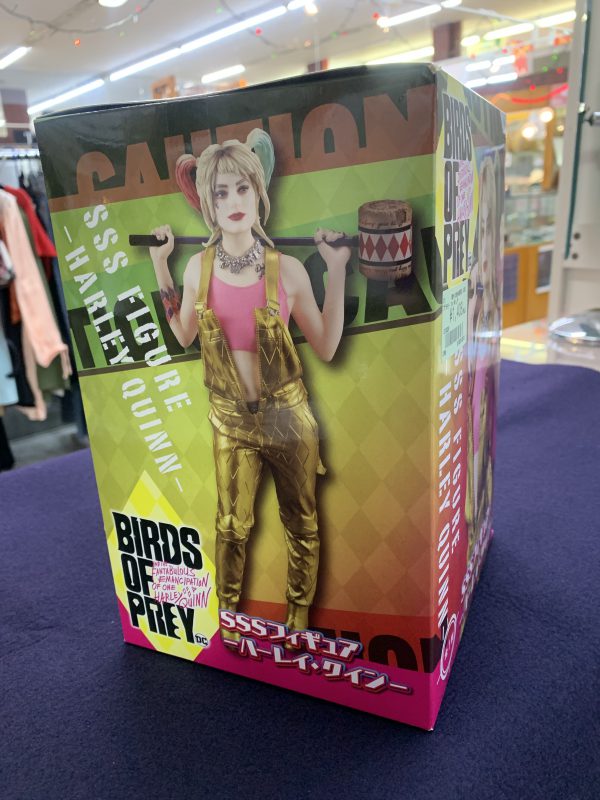 CAUTION
SSS FIGURE
—HARLEY QUINN—
BIRDS
OF
PREY
AND THE
FANTABULOUS
EMANCIPATION
OF ONE
HARLEY
QUINN
DC
SSSフィギュア
—ハーレイ・クイン—
BIRDS
OF
PREY
SSS FIGURE
HARLEY QUINN